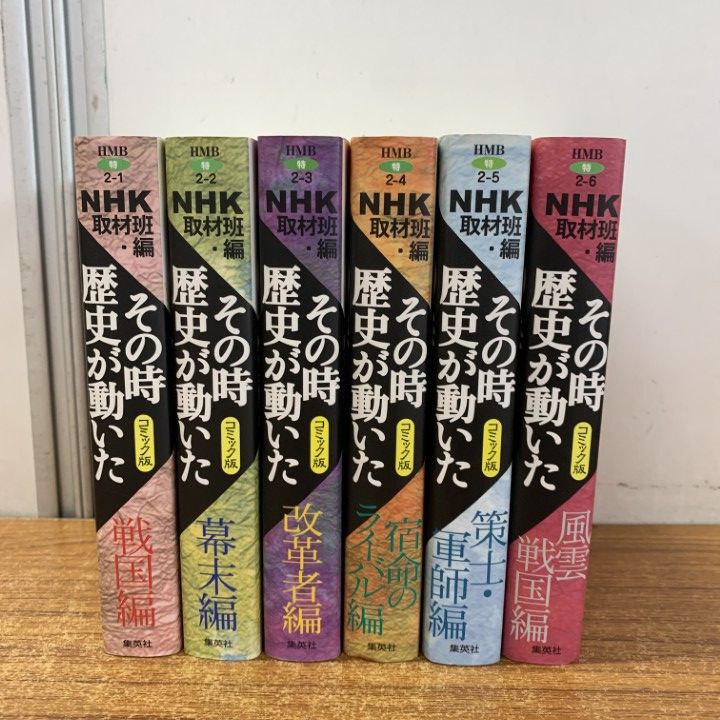 HMB
特
2-1
NHK
取材班・編
その時
歴史が動いた
コミック版
戦国編
集英社
HMB
特
2-2
NHK
取材班・編
その時
歴史が動いた
コミック版
幕末編
集英社
HMB
特
2-3
NHK
取材班・編
その時
歴史が動いた
コミック版
改革者編
集英社
HMB
特
2-4
NHK
取材班・編
その時
歴史が動いた
コミック版
宿命の
ライバル編
集英社
HMB
特
2-5
NHK
取材班・編
その時
歴史が動いた
コミック版
策士・
軍師編
集英社
HMB
特
2-6
NHK
取材班・編
その時
歴史が動いた
コミック版
風雲
戦国編
集英社